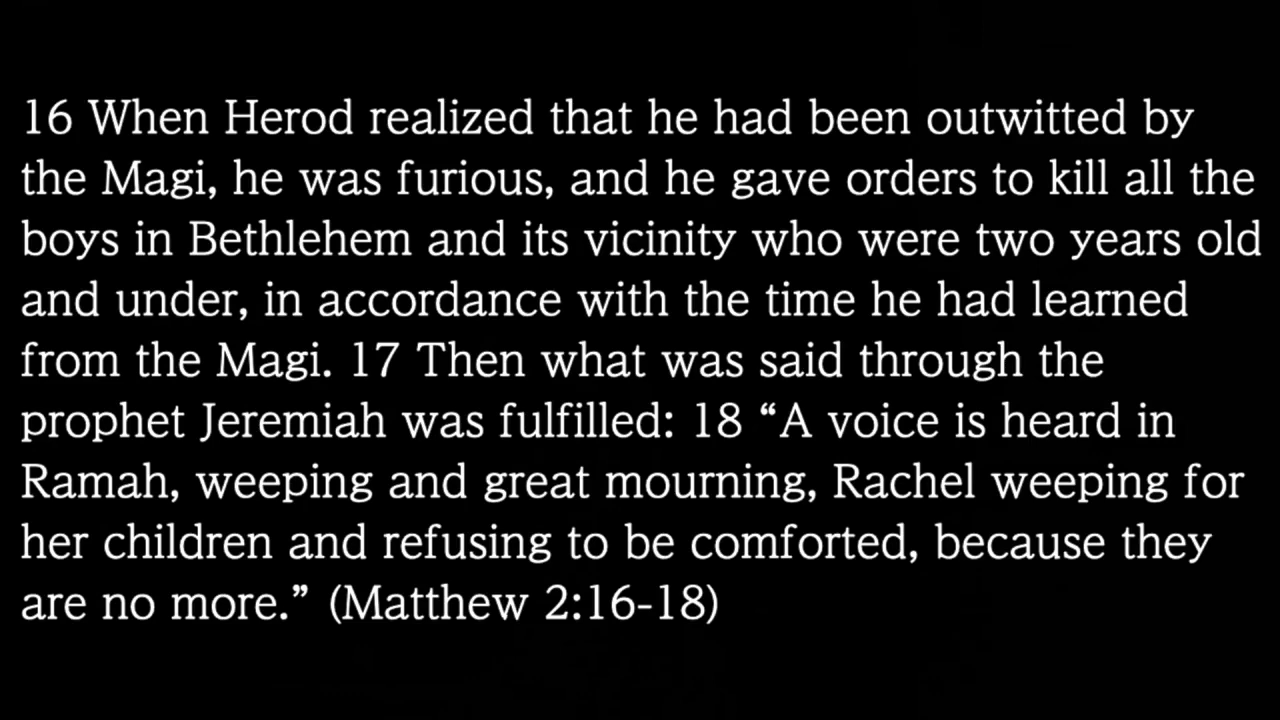 16 When Herod realized that he had been outwitted by
the Magi, he was furious, and he gave orders to kill all the
boys in Bethlehem and its vicinity who were two years old
and under, in accordance with the time he had learned
from the Magi. 17 Then what was said through the
prophet Jeremiah was fulfilled: 18 “A voice is heard in
Ramah, weeping and great mourning, Rachel weeping for
her children and refusing to be comforted, because they
are no more.” (Matthew 2:16-18)